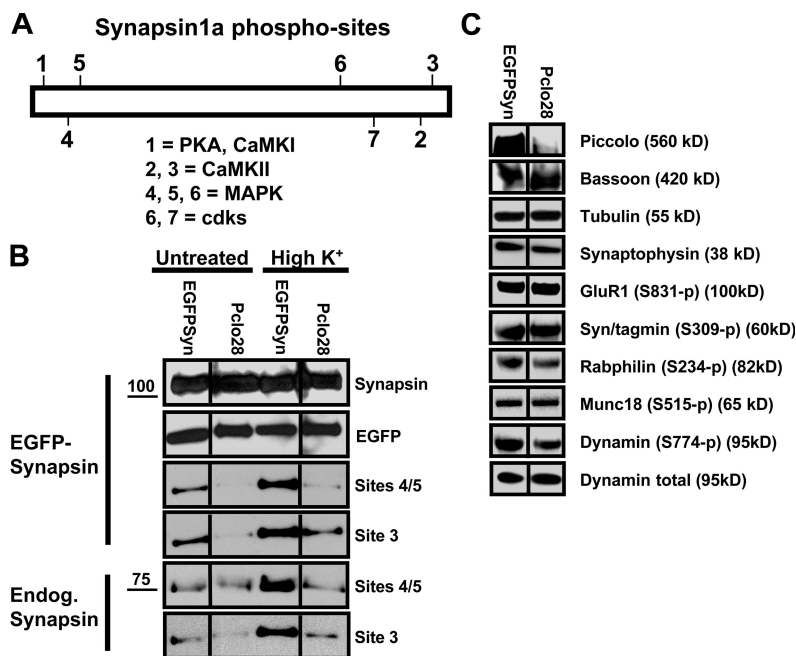 A
Synapsin1a phospho-sites
1 5 6 3
4 7 2
1 = PKA, CaMKI
2, 3 = CaMKII
4, 5, 6 = MAPK
6, 7 = cdks
B
Untreated High K+
EGFPSyn Pclo28 EGFPSyn Pclo28
EGFP-
Synapsin
100
Synapsin
EGFP
Sites 4/5
Site 3
Endog.
Synapsin
75
Sites 4/5
Site 3
C
EGFPSyn Pclo28
Piccolo (560 kD)
Bassoon (420 kD)
Tubulin (55 kD)
Synaptophysin (38 kD)
GluR1 (S831-p) (100kD)
Syn/tagmin (S309-p) (60kD)
Rabphilin (S234-p) (82kD)
Munc18 (S515-p) (65 kD)
Dynamin (S774-p) (95kD)
Dynamin total (95kD)